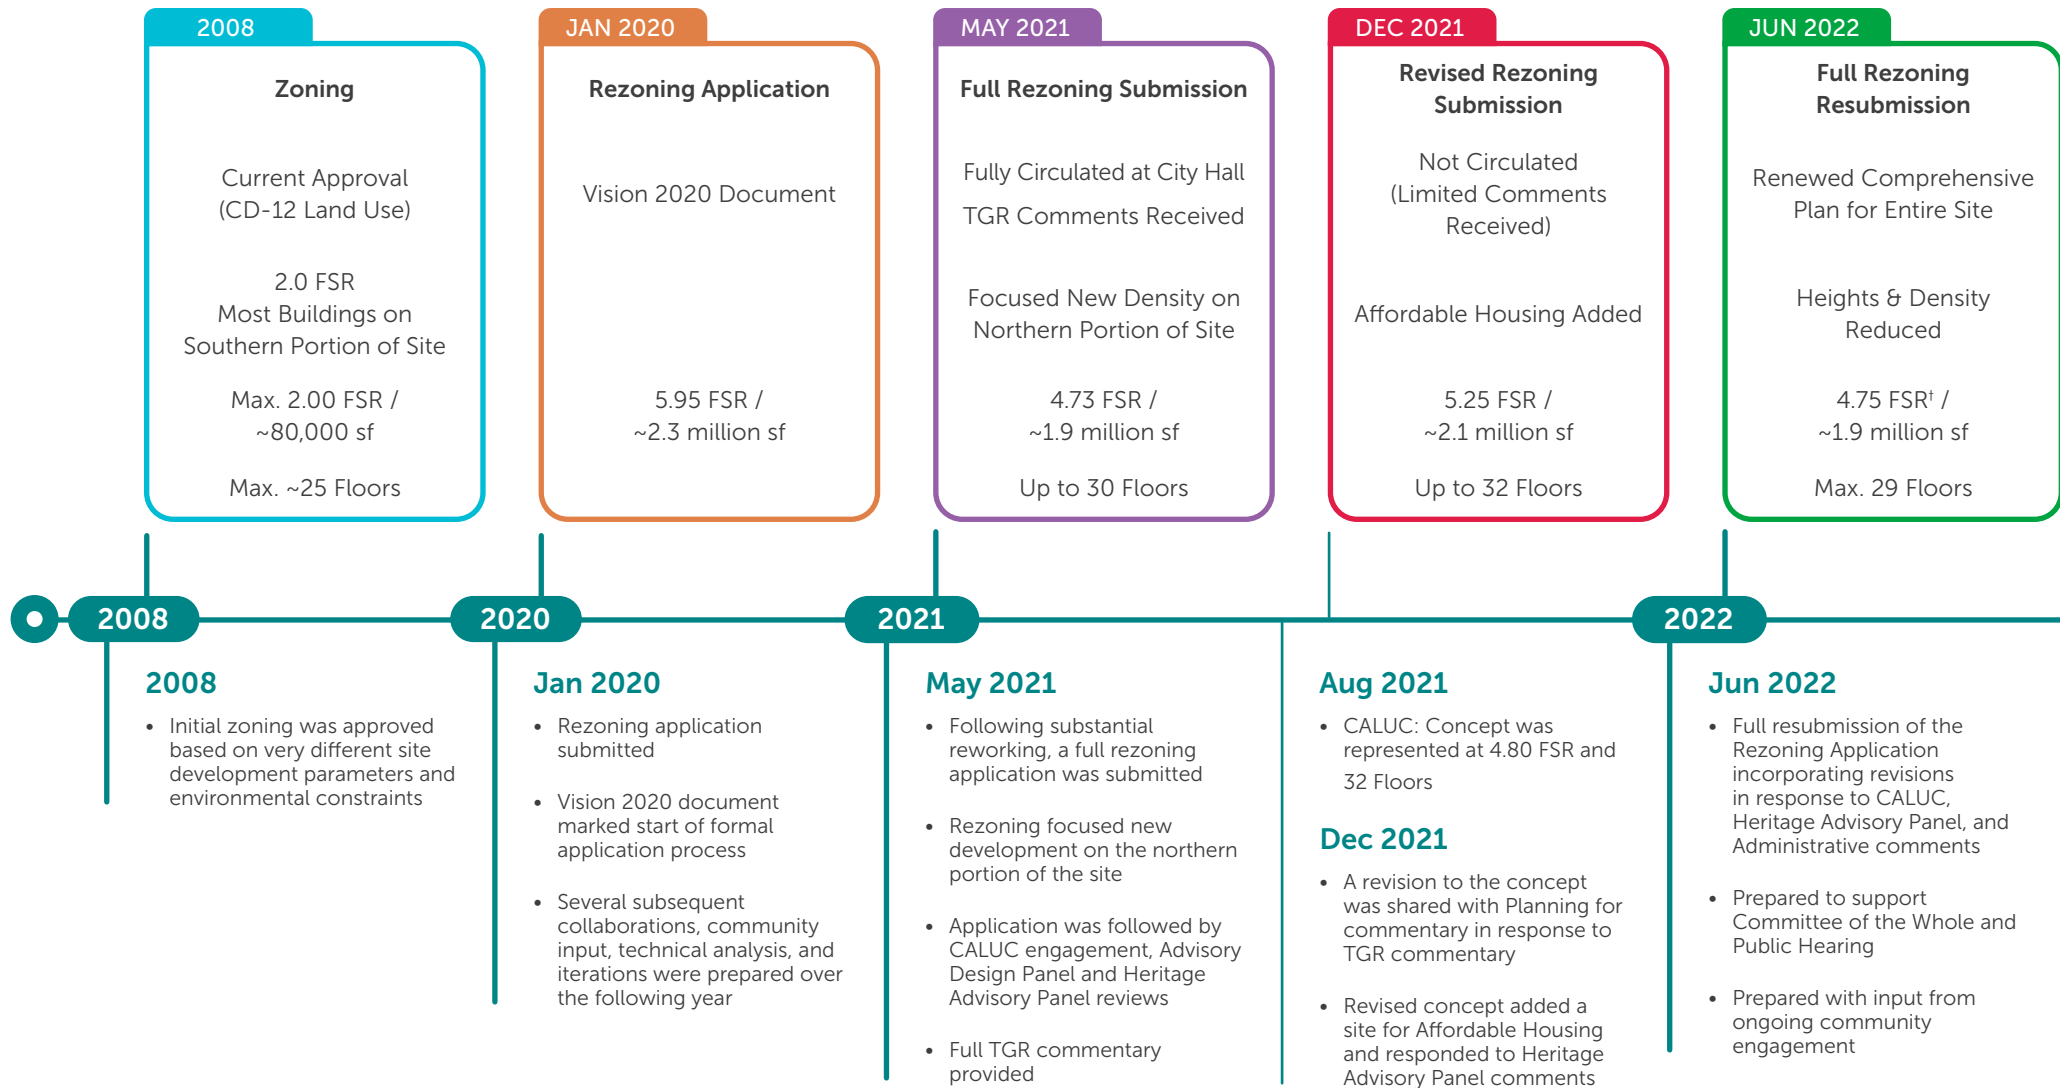 2008
Zoning
Current Approval
(CD-12 Land Use)
2.0 FSR
Most Buildings on
Southern Portion of Site
Max. 2.00 FSR /
~80,000 sf
Max. ~25 Floors
JAN 2020
Rezoning Application
Vision 2020 Document
5.95 FSR /
~2.3 million sf
MAY 2021
Full Rezoning Submission
Fully Circulated at City Hall
TGR Comments Received
Focused New Density on
Northern Portion of Site
4.73 FSR /
~1.9 million sf
Up to 30 Floors
DEC 2021
Revised Rezoning
Submission
Not Circulated
(Limited Comments
Received)
Affordable Housing Added
5.25 FSR /
~2.1 million sf
Up to 32 Floors
JUN 2022
Full Rezoning
Resubmission
Renewed Comprehensive
Plan for Entire Site
Heights & Density
Reduced
4.75 FSR† /
~1.9 million sf
Max. 29 Floors
2008
2020
2021
2022
2008
• Initial zoning was approved
based on very different site
development parameters and
environmental constraints
Jan 2020
• Rezoning application
submitted
• Vision 2020 document
marked start of formal
application process
• Several subsequent
collaborations, community
input, technical analysis, and
iterations were prepared over
the following year
May 2021
• Following substantial
reworking, a full rezoning
application was submitted
• Rezoning focused new
development on the northern
portion of the site
• Application was followed by
CALUC engagement, Advisory
Design Panel and Heritage
Advisory Panel reviews
• Full TGR commentary
provided
Aug 2021
• CALUC: Concept was
represented at 4.80 FSR and
32 Floors
Dec 2021
• A revision to the concept
was shared with Planning for
commentary in response to
TGR commentary
• Revised concept added a
site for Affordable Housing
and responded to Heritage
Advisory Panel comments
Jun 2022
• Full resubmission of the
Rezoning Application
incorporating revisions
in response to CALUC,
Heritage Advisory Panel, and
Administrative comments
• Prepared to support
Committee of the Whole and
Public Hearing
• Prepared with input from
ongoing community
engagement